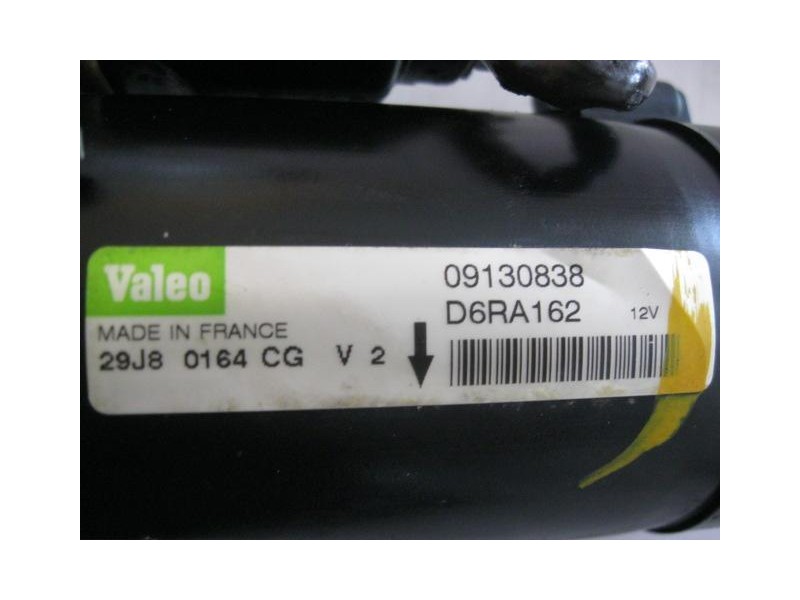 Valeo
MADE IN FRANCE
29J8 0164 CG V 2
09130838
D6RA162 12V